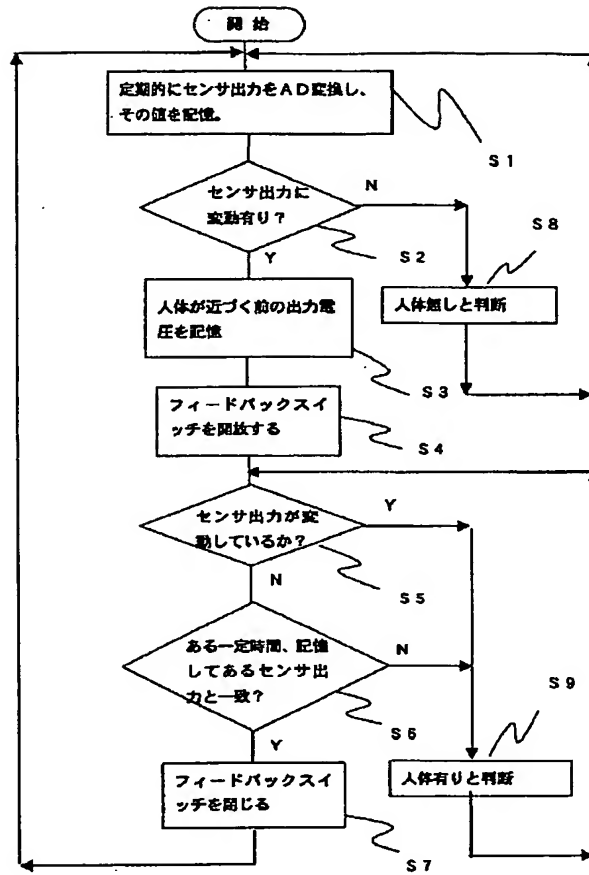 開始
定期的にセンサ出力をAD変換し、
その値を記憶。
S1
センサ出力に
変動有り?
N
S2
Y
S8
人体無しと判断
人体が近づく前の出力電
圧を記憶
S3
フィードバックスイ
ッチを開放する
S4
センサ出力が変
動しているか?
Y
N
S5
ある一定時間、記憶
してあるセンサ出
力と一致?
N
S6
Y
S9
人体有りと判断
フィードバックスイ
ッチを閉じる
S7